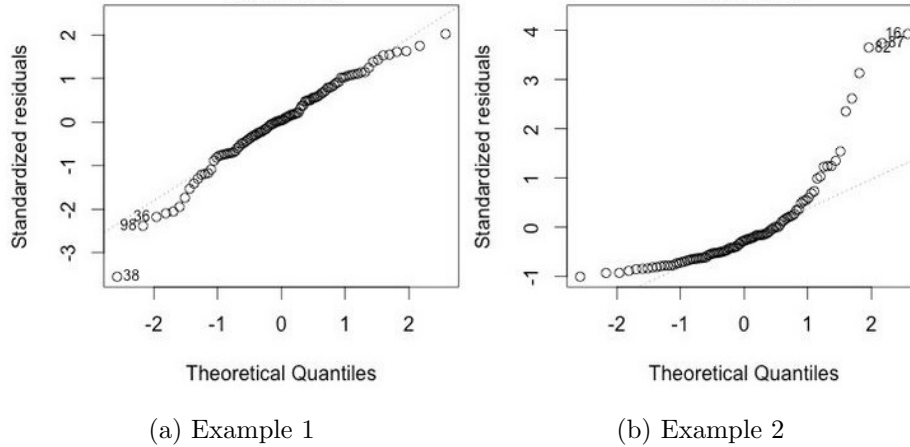 Standardized residuals
2
1
0
-1
-2
-3
36
98
38
-2 -1 0 1 2
Theoretical Quantiles
(a) Example 1
Standardized residuals
4
3
2
1
0
-1
16
87
82
-2 -1 0 1 2
Theoretical Quantiles
(b) Example 2